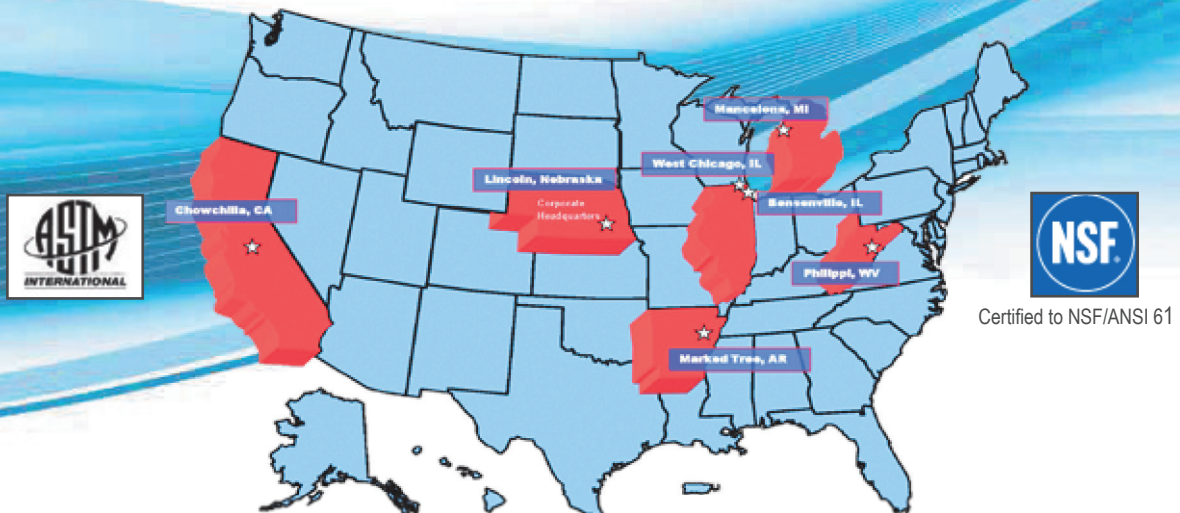 Mancelona, MI
West Chicago, IL
Lincoln, Nebraska
Corporate
Headquarters
Chowchilla, CA
Bensenville, IL
ASTM
INTERNATIONAL
NSF.
Philippi, WV
Certified to NSF/ANSI 61
Marked Tree, AR